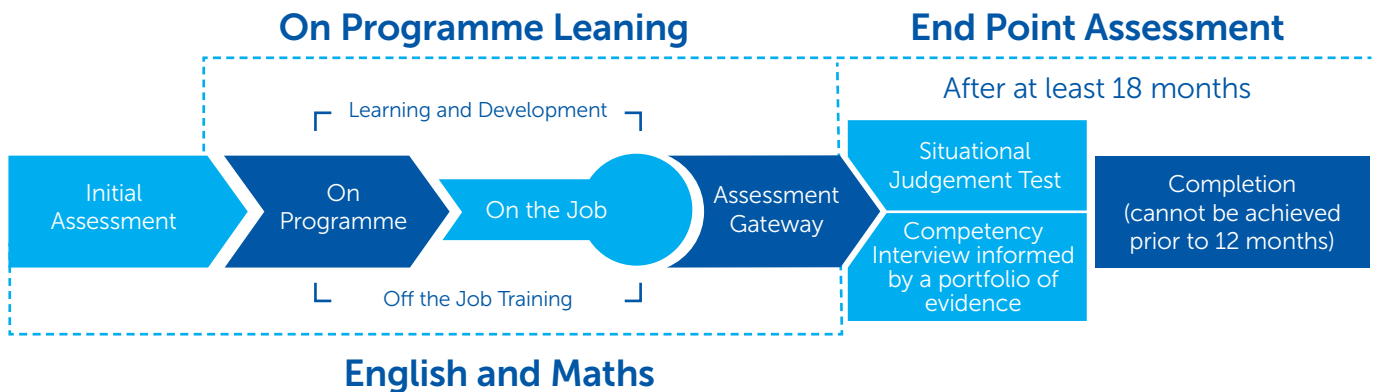 On Programme Leaning
End Point Assessment
After at least 18 months
Learning and Development
Initial
Assessment
On
Programme
On the Job
Assessment
Gateway
Situational
Judgement Test
Competency
Interview informed
by a portfolio of
evidence
Completion
(cannot be achieved
prior to 12 months)
Off the Job Training
English and Maths